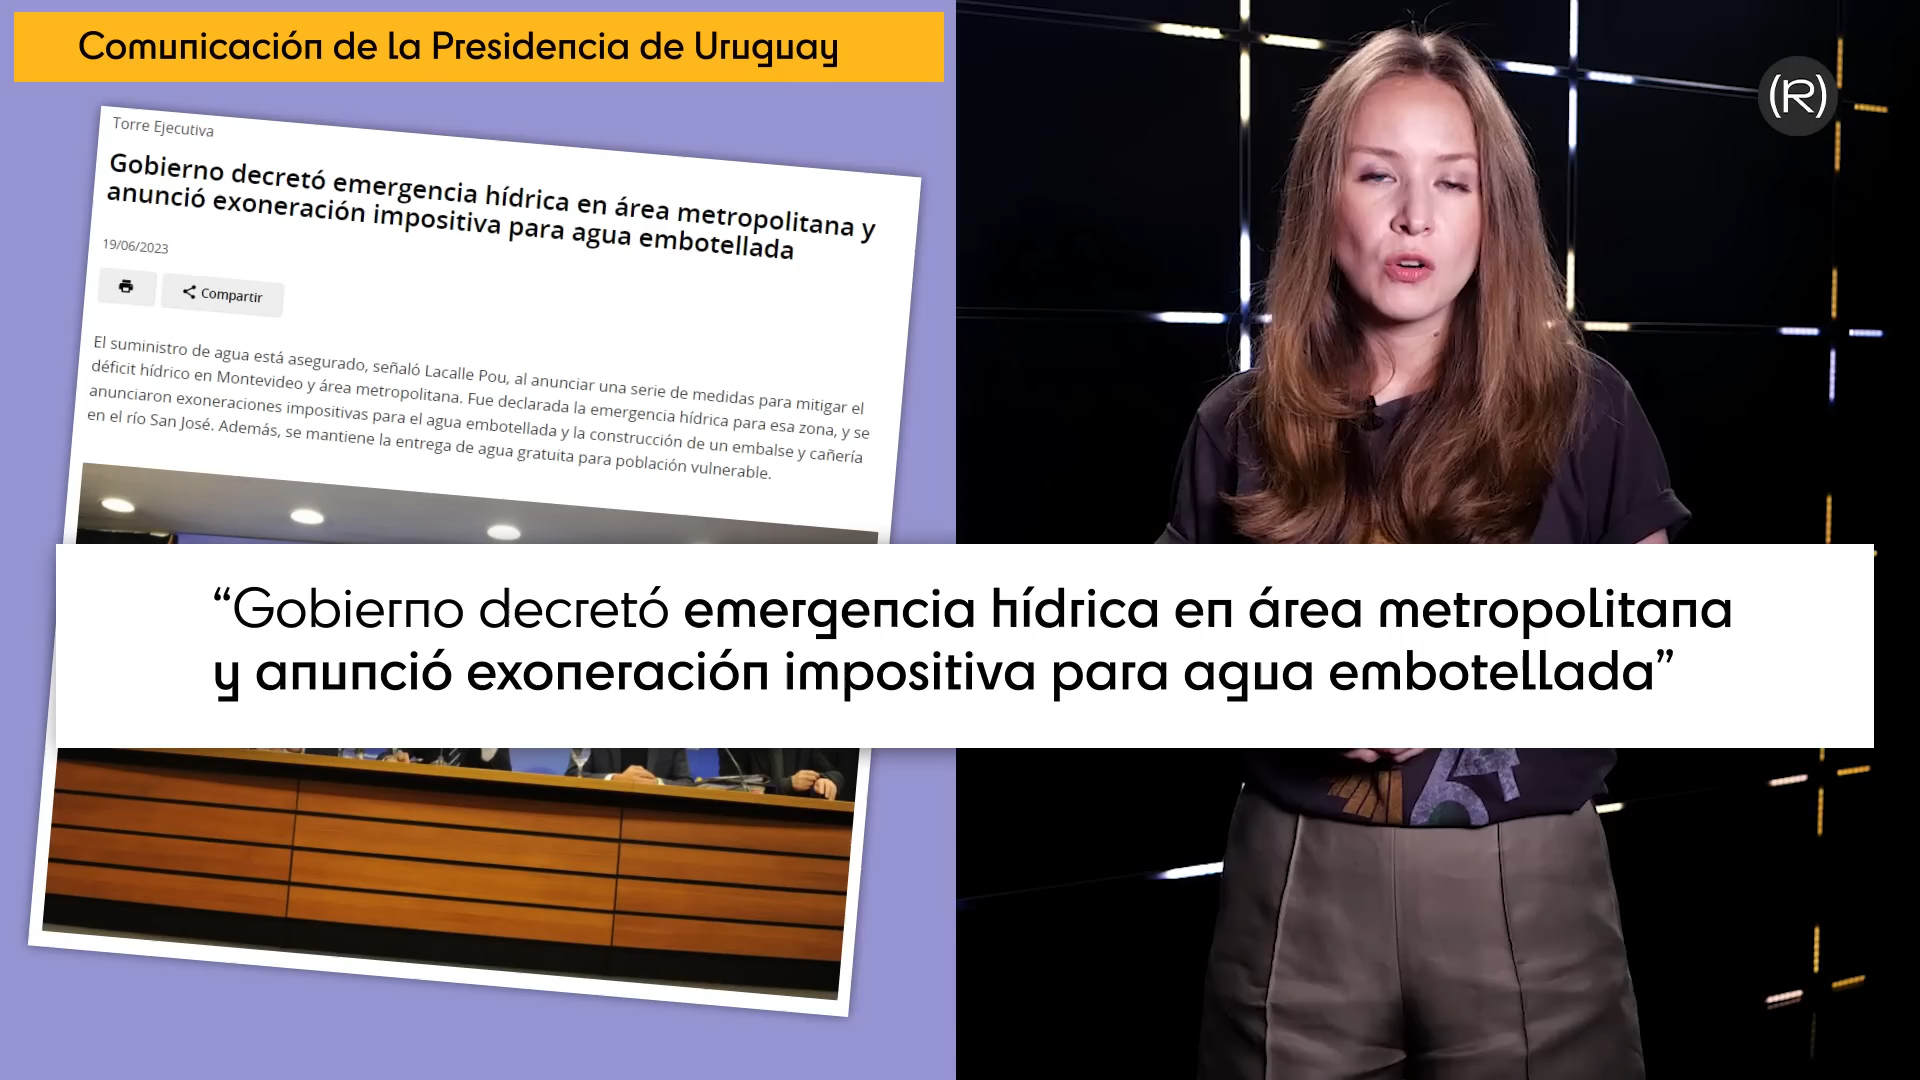 Comunicación de la Presidencia de Uruguay
Torre Ejecutiva
Gobierno decretó emergencia hídrica en área metropolitana y
anunció exoneración impositiva para agua embotellada
19/06/2023
Compartir
El suministro de agua está asegurado, señaló Lacalle Pou, al anunciar una serie de medidas para mitigar el
déficit hídrico en Montevideo y área metropolitana. Fue declarada la emergencia hídrica para esa zona, y se
anunciaron exoneraciones impositivas para el agua embotellada y la construcción de un embalse y cañería
en el río San José. Además, se mantiene la entrega de agua gratuita para población vulnerable.
“Gobierno decretó emergencia hídrica en área metropolitana
y anunció exoneración impositiva para agua embotellada”
(R)